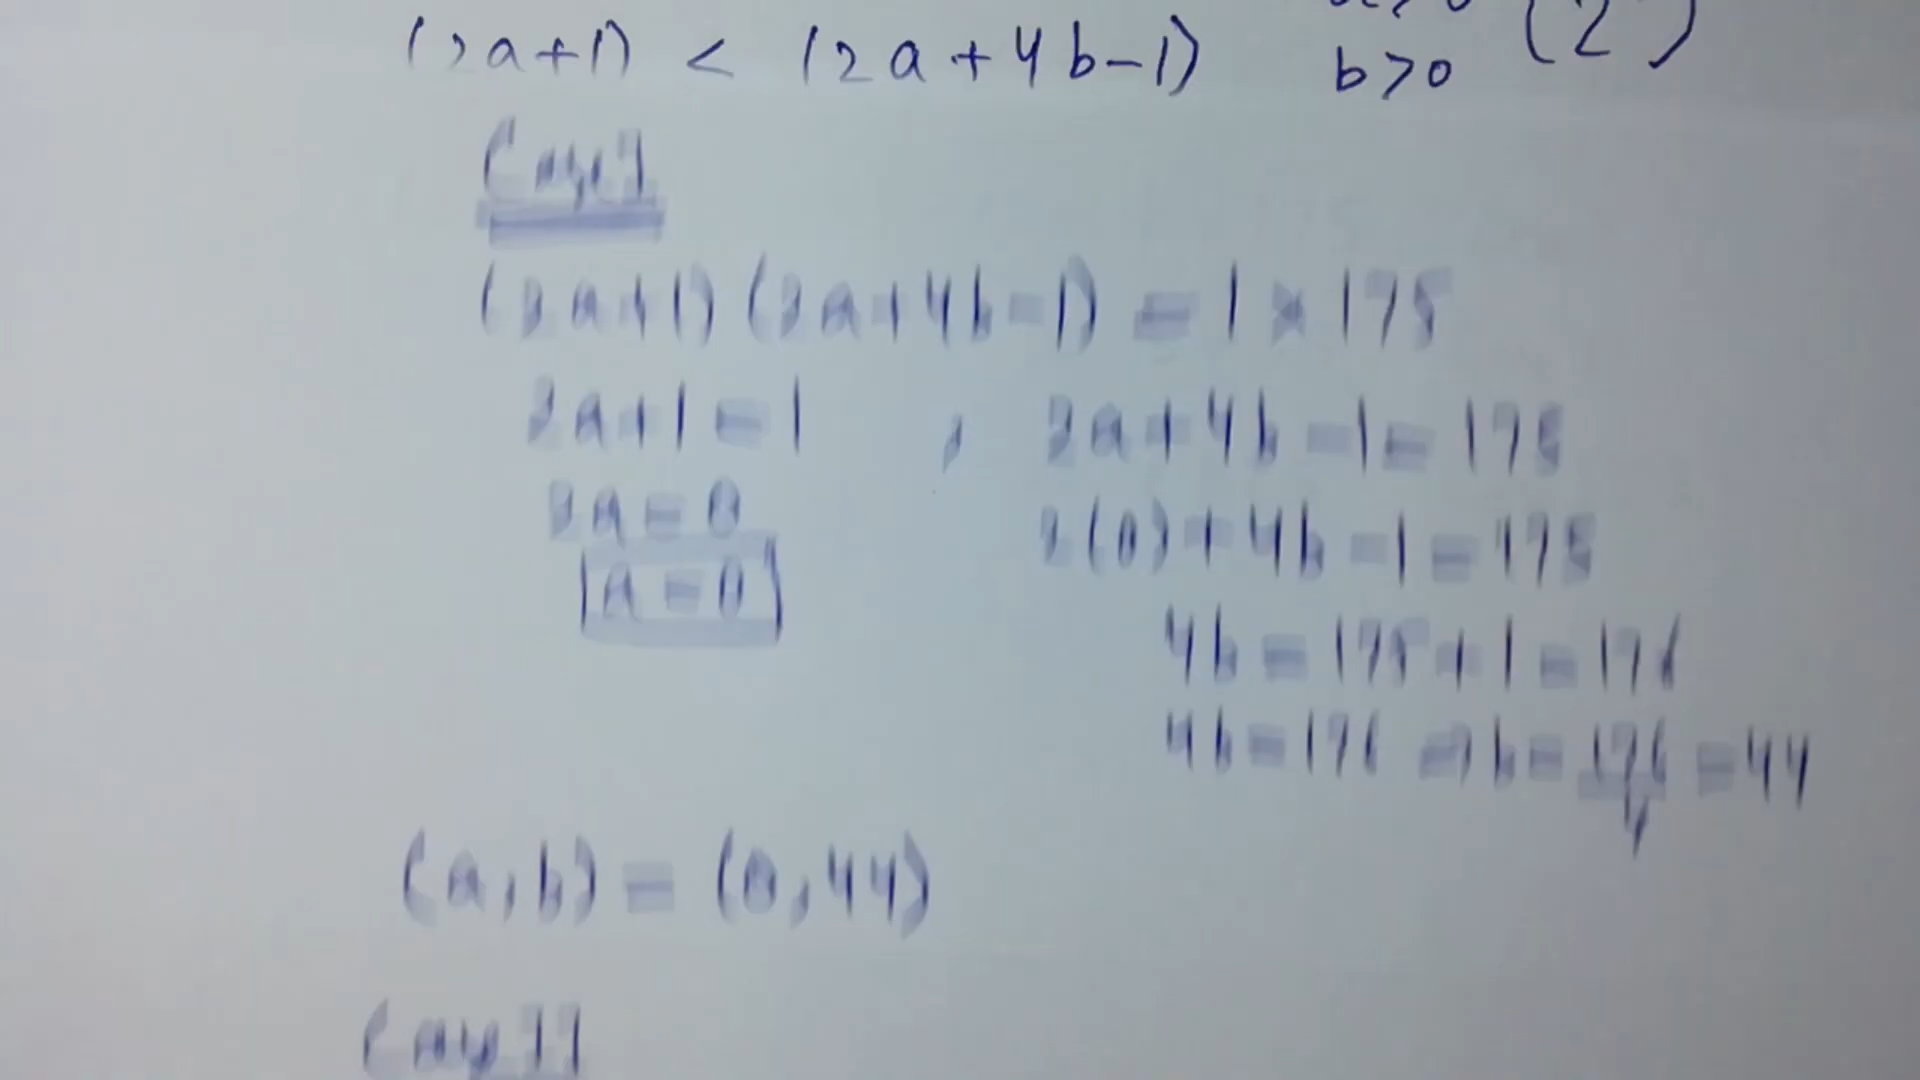 (2a+1) < (2a+4b-1) b>0 (2
Case I
(2a+1)(2a+4b-1) = 1 × 175
2a+1=1 , 2a+4b-1=175
2a=0 2(0)+4b-1=175
a=0 4b=175+1=176
4b=176 ⇒ b=176/4=44
(a,b) = (0,44)
Case II